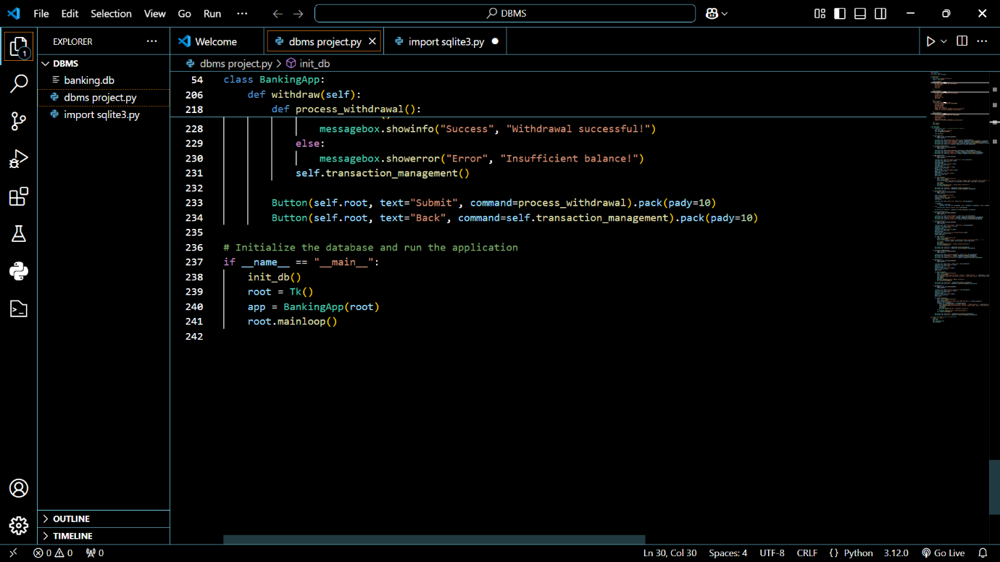 File Edit Selection View Go Run ··· DBMS
EXPLORER ···
Welcome
dbms project.py
import sqlite3.py
DBMS
banking.db
dbms project.py
import sqlite3.py
dbms project.py > init_db
54 class BankingApp:
206 def withdraw(self):
218 def process_withdrawal():
228 messagebox.showinfo("Success", "Withdrawal successful!")
229 else:
230 messagebox.showerror("Error", "Insufficient balance!")
231 self.transaction_management()
232
233 Button(self.root, text="Submit", command=process_withdrawal).pack(pady=10)
234 Button(self.root, text="Back", command=self.transaction_management).pack(pady=10)
235
236 # Initialize the database and run the application
237 if __name__ == "__main__":
238 init_db()
239 root = Tk()
240 app = BankingApp(root)
241 root.mainloop()
242
1
OUTLINE
TIMELINE
0 0 0 Ln 30, Col 30 Spaces: 4 UTF-8 CRLF {} Python 3.12.0 Go Live